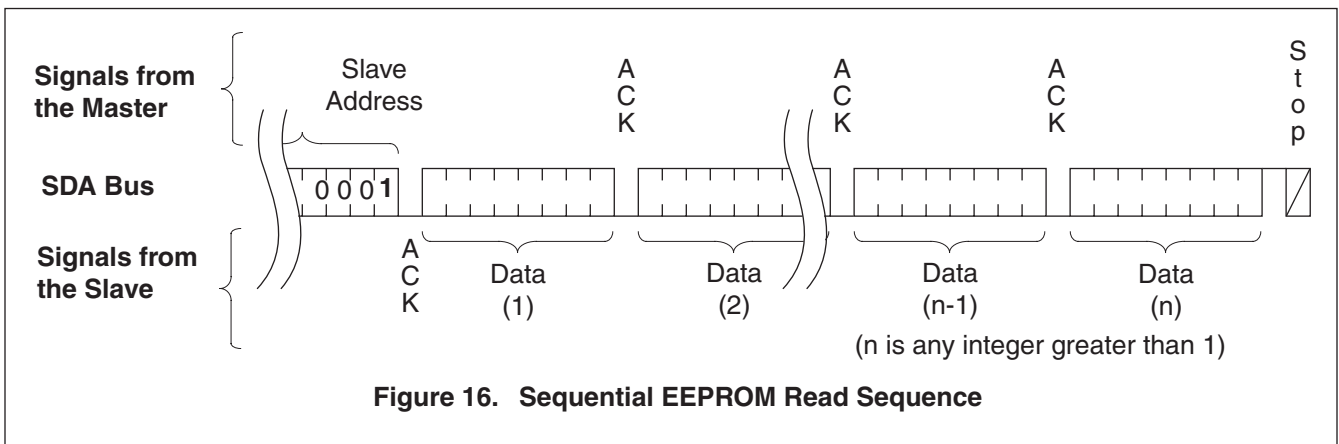 Signals from
the Master
Slave
Address
A
C
K
A
C
K
A
C
K
S
t
o
p
SDA Bus
0 0 0 1
Signals from
the Slave
A
C
K
Data
(1)
Data
(2)
Data
(n-1)
Data
(n)
(n is any integer greater than 1)
Figure 16. Sequential EEPROM Read Sequence